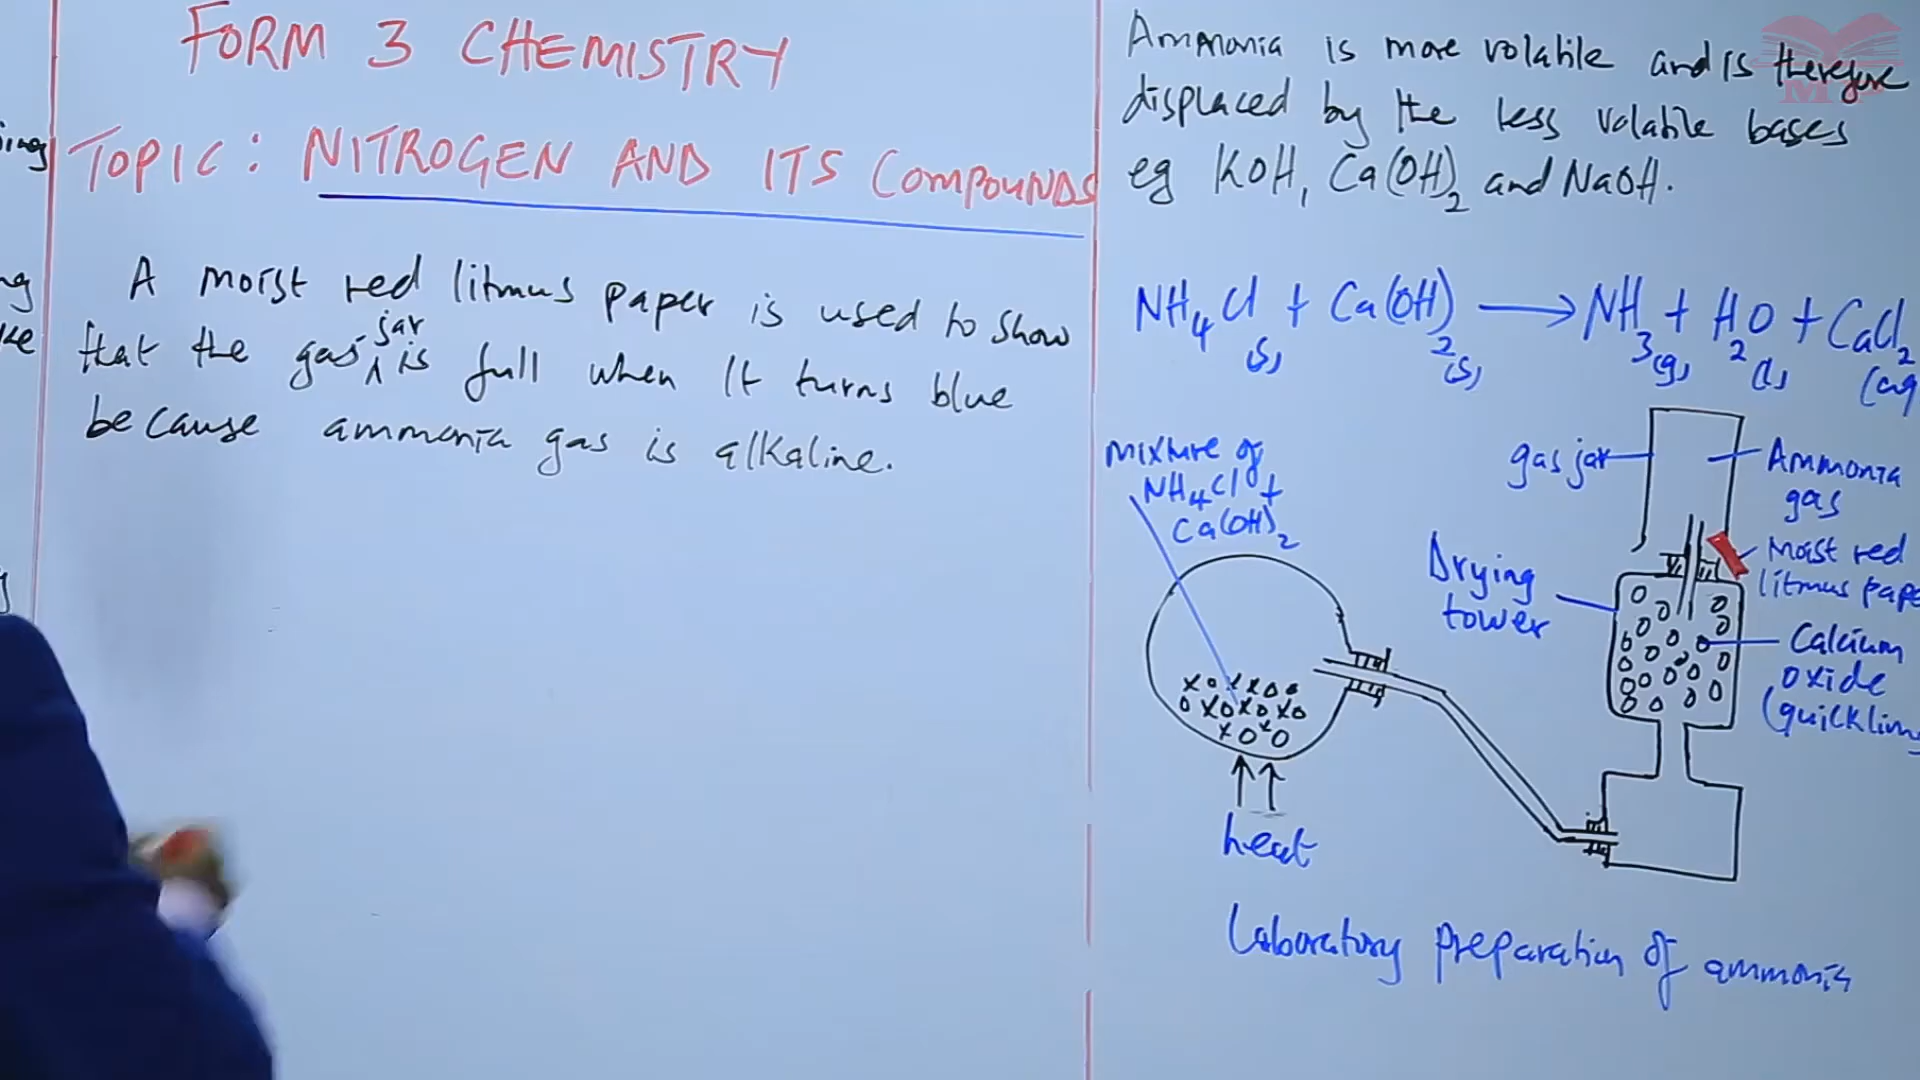 FORM 3 CHEMISTRY
TOPIC: NITROGEN AND ITS COMPOUNDS
A moist red litmus paper is used to show
that the gas jar is full when it turns blue
because ammonia gas is alkaline.
Ammonia is more volatile and is therefore
displaced by the less volatile bases
eg KOH, Ca(OH)2 and NaOH.
NH4Cl(s) + Ca(OH)2(s) → NH3(g) + H2O(l) + CaCl2(aq
mixture of
NH4Cl +
Ca(OH)2
gas jar
Ammonia
gas
Moist red
litmus pape
Drying
tower
Calcium
oxide
(quicklim
heat
Laboratory preparation of ammonia